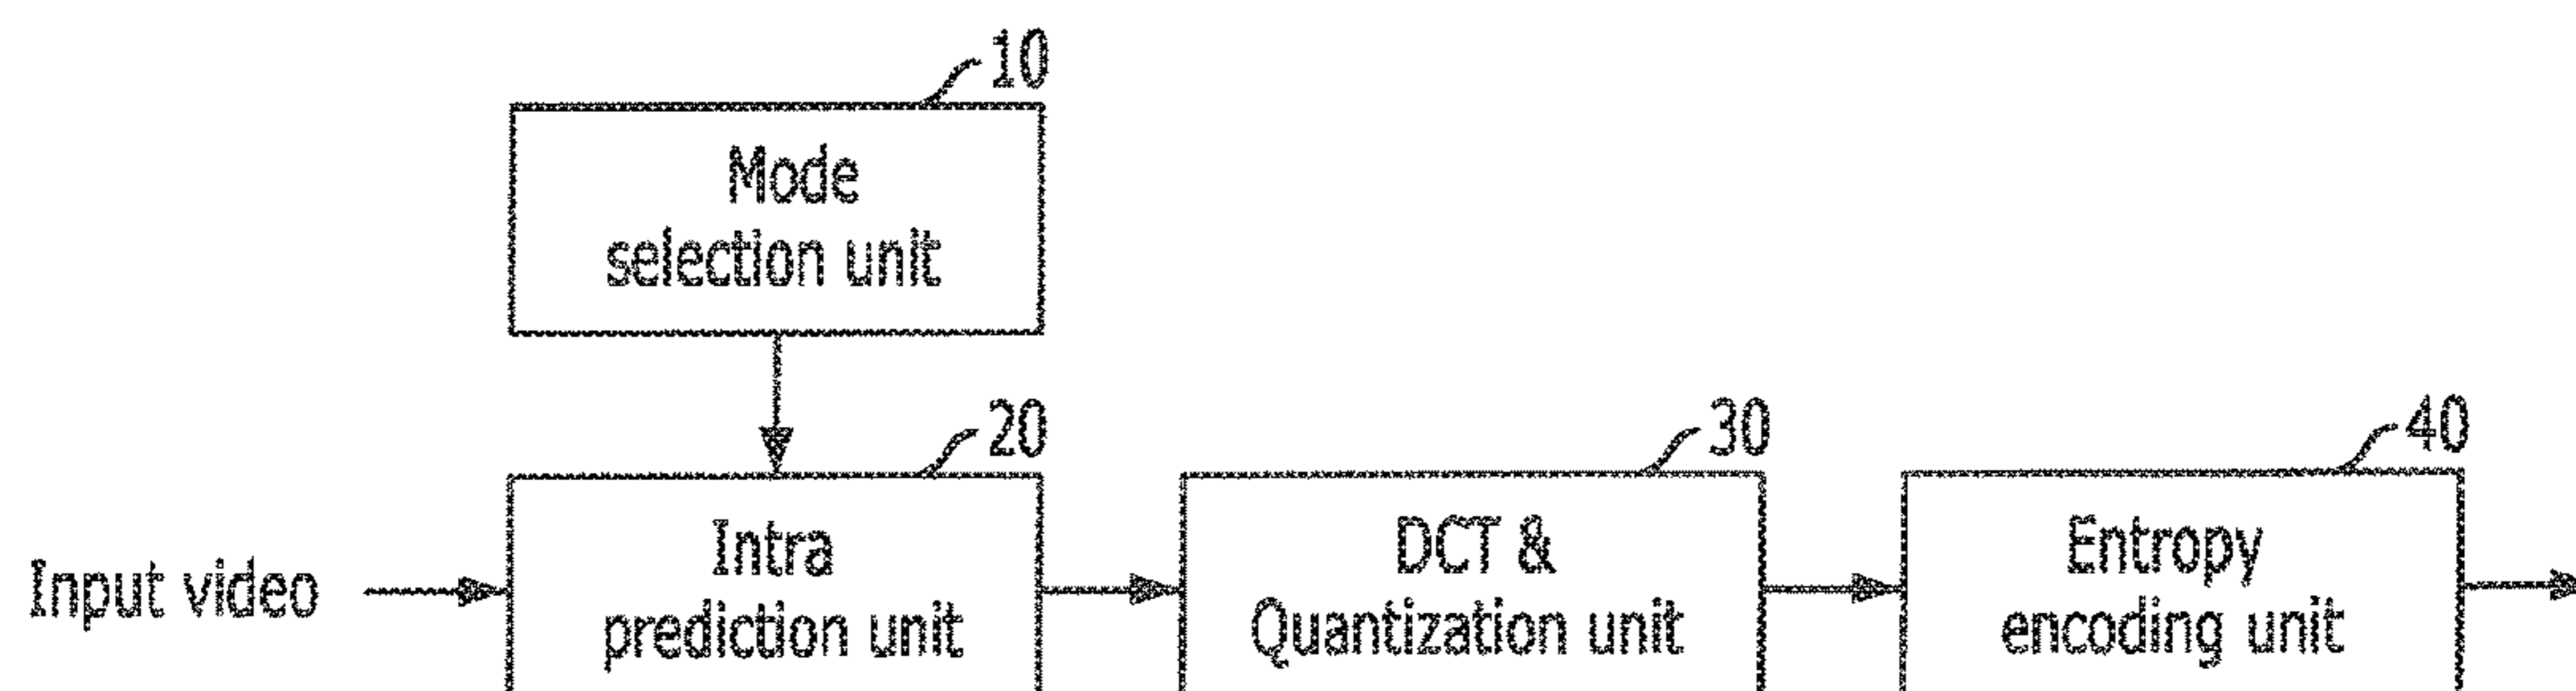 10
Mode
selection unit
20
30
40
Input video
Intra
prediction unit
DCT &
Quantization unit
Entropy
encoding unit